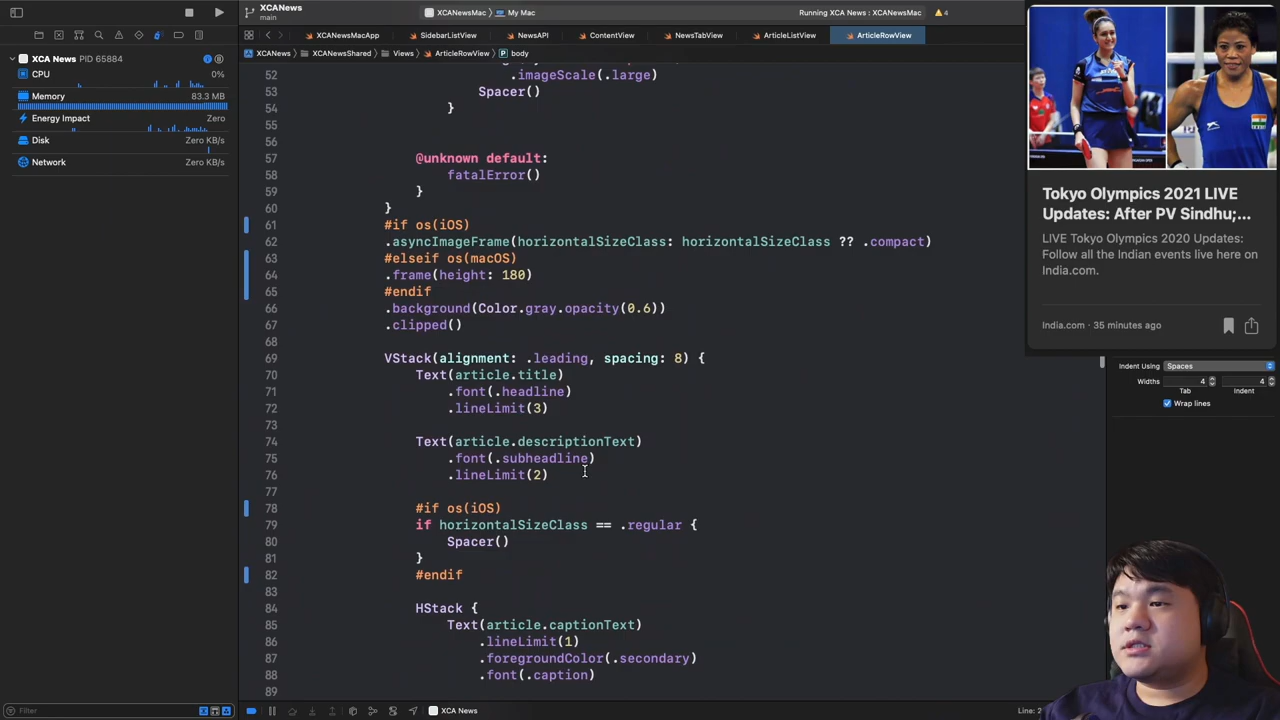 XCANews
main
XCANewsMac
My Mac
Running XCA News : XCANewsMac
4
XCANewsMacApp
SidebarListView
NewsAPI
ContentView
NewsTabView
ArticleListView
ArticleRowView
XCANews
XCANewsShared
Views
ArticleRowView
body
XCA News PID 65884
CPU 0%
Memory 83.3 MB
Energy Impact Zero
Disk Zero KB/s
Network Zero KB/s
52 .imageScale(.large)
53 Spacer()
54 }
55
56
57 @unknown default:
58 fatalError()
59 }
60 }
61 #if os(iOS)
62 .asyncImageFrame(horizontalSizeClass: horizontalSizeClass ?? .compact)
63 #elseif os(macOS)
64 .frame(height: 180)
65 #endif
66 .background(Color.gray.opacity(0.6))
67 .clipped()
68
69 VStack(alignment: .leading, spacing: 8) {
70 Text(article.title)
71 .font(.headline)
72 .lineLimit(3)
73
74 Text(article.descriptionText)
75 .font(.subheadline)
76 .lineLimit(2)
77
78 #if os(iOS)
79 if horizontalSizeClass == .regular {
80 Spacer()
81 }
82 #endif
83
84 HStack {
85 Text(article.captionText)
86 .lineLimit(1)
87 .foregroundColor(.secondary)
88 .font(.caption)
89
Tokyo Olympics 2021 LIVE
Updates: After PV Sindhu;...
LIVE Tokyo Olympics 2020 Updates:
Follow all the Indian events live here on
India.com.
India.com · 35 minutes ago
Indent Using Spaces
Widths 4 4
Tab Indent
Wrap lines
Filter
XCA News